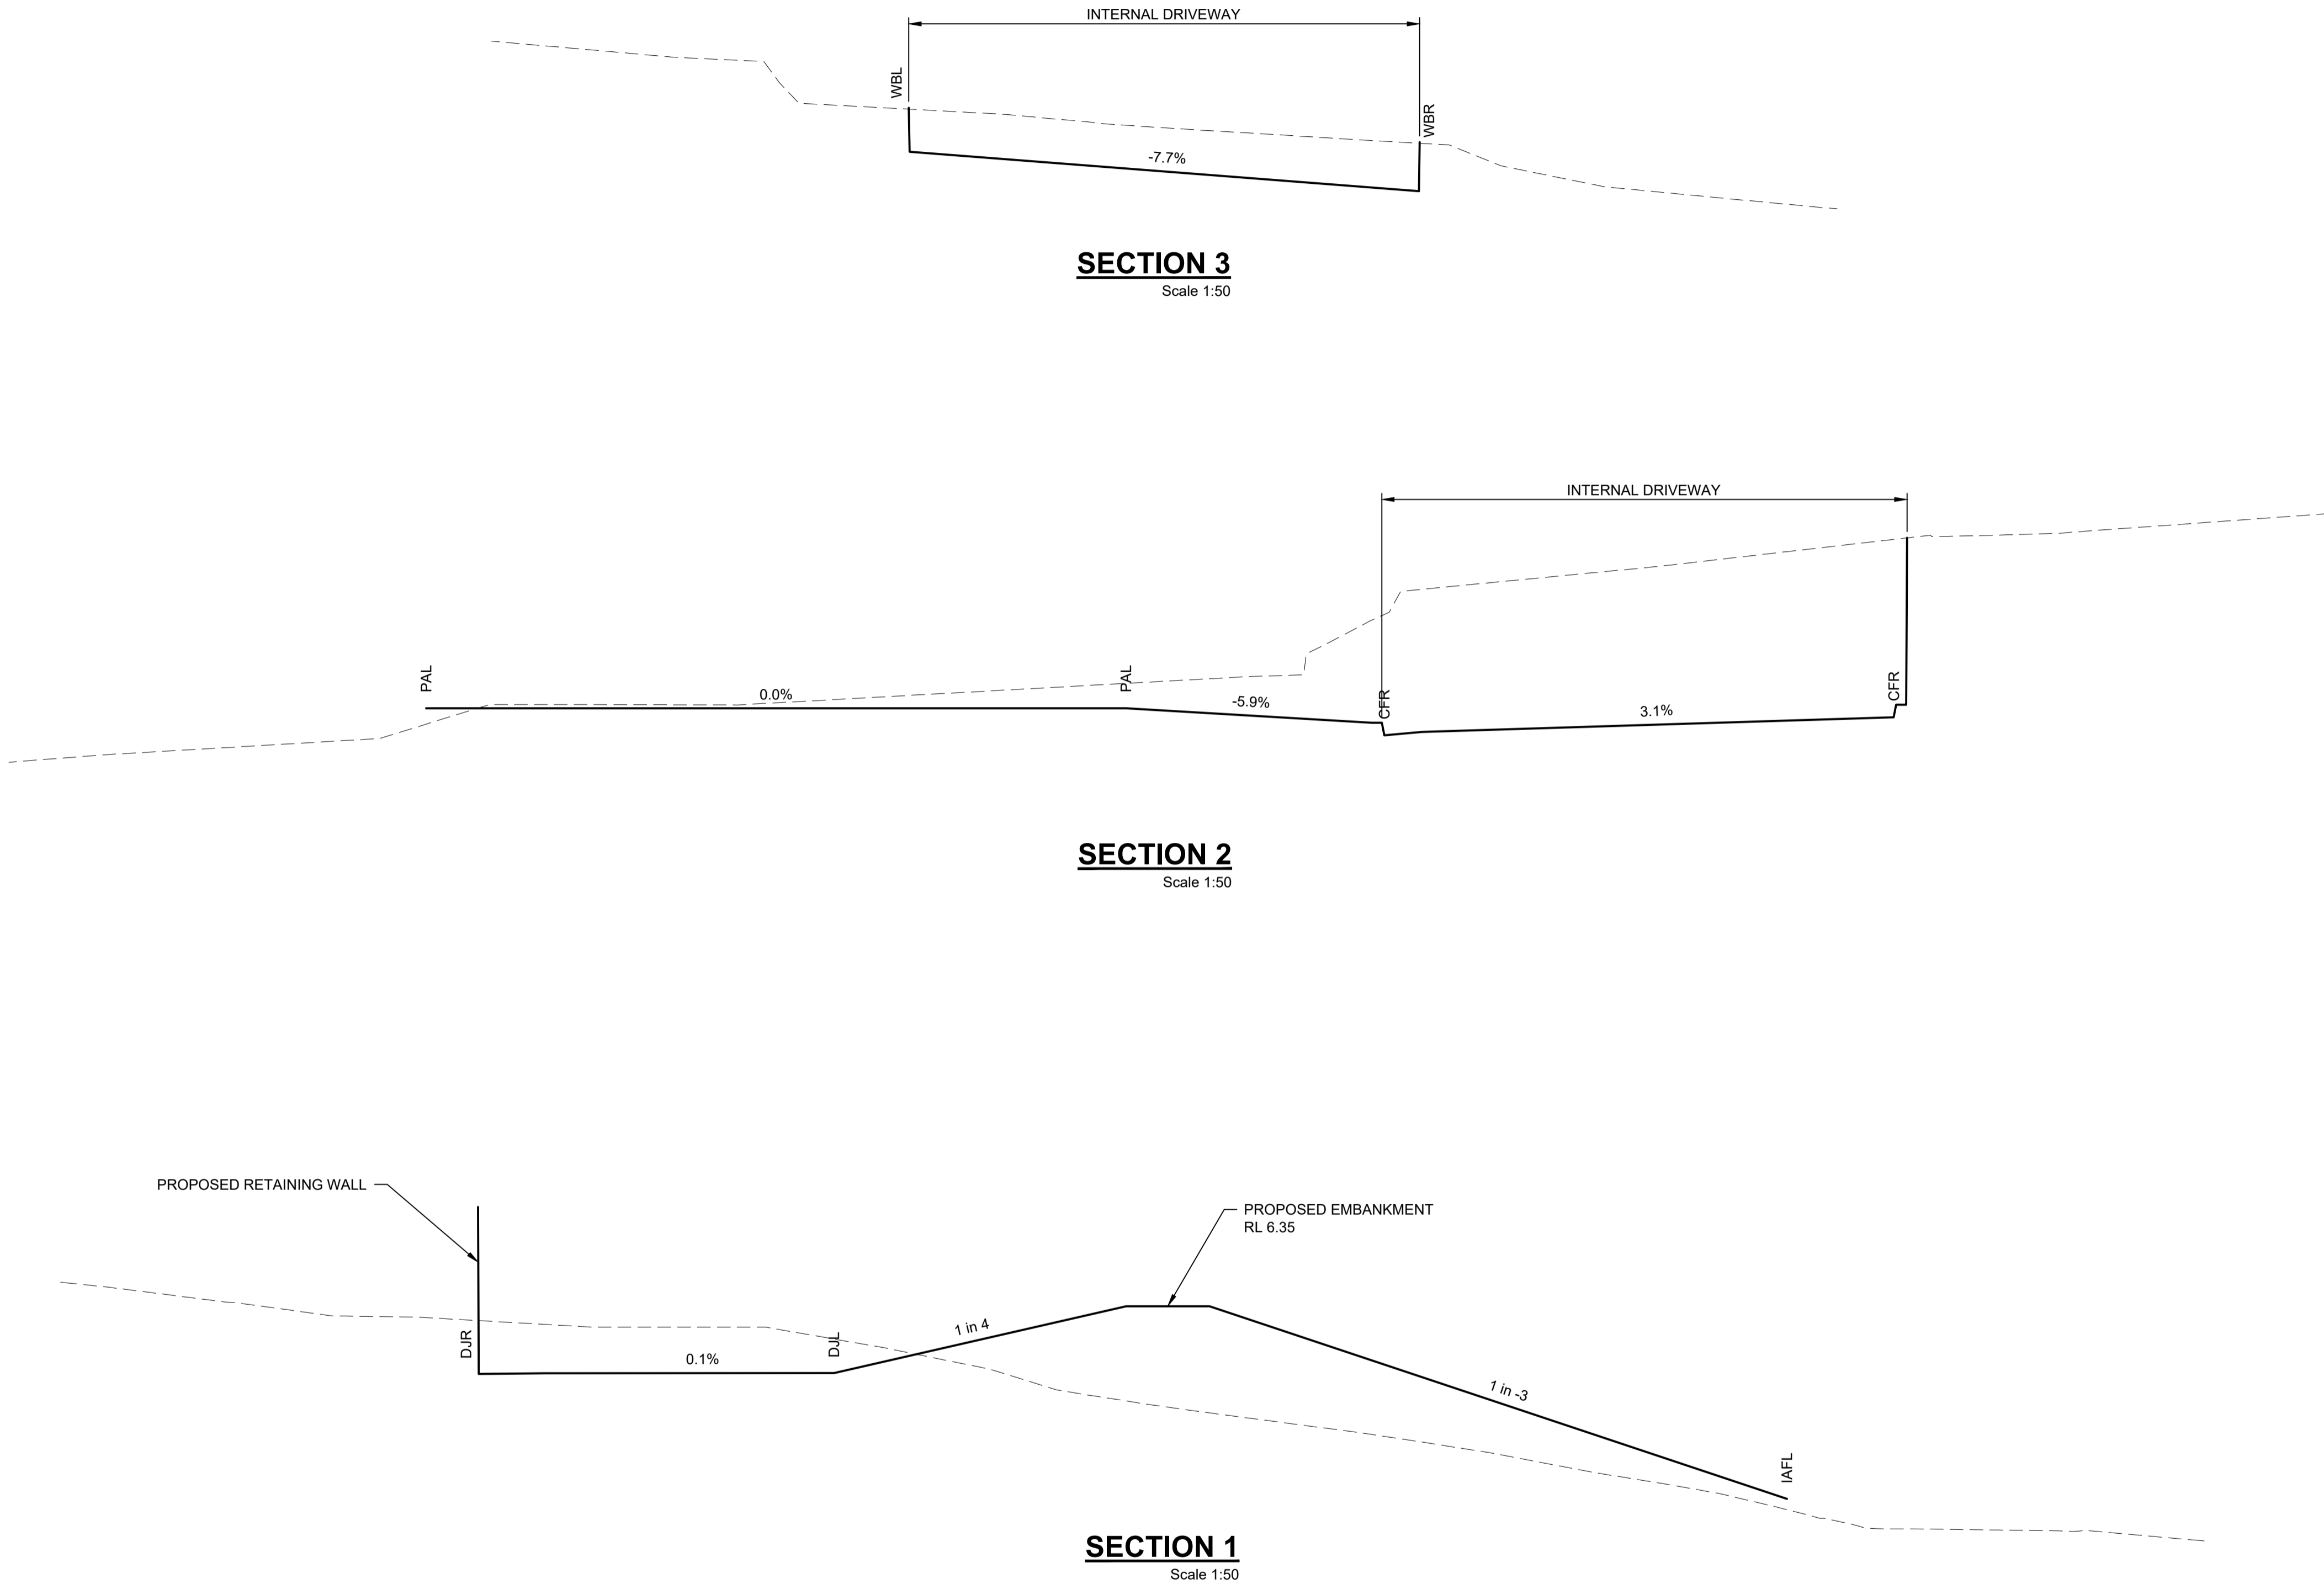 INTERNAL DRIVEWAY
WBL
WBR
-7.7%
SECTION 3
Scale 1:50
INTERNAL DRIVEWAY
PAL
0.0%
PAL
-5.9%
CFR
3.1%
CFR
SECTION 2
Scale 1:50
PROPOSED RETAINING WALL
PROPOSED EMBANKMENT
RL 6.35
DJR
0.1%
DJL
1 in 4
1 in -3
IAFL
SECTION 1
Scale 1:50